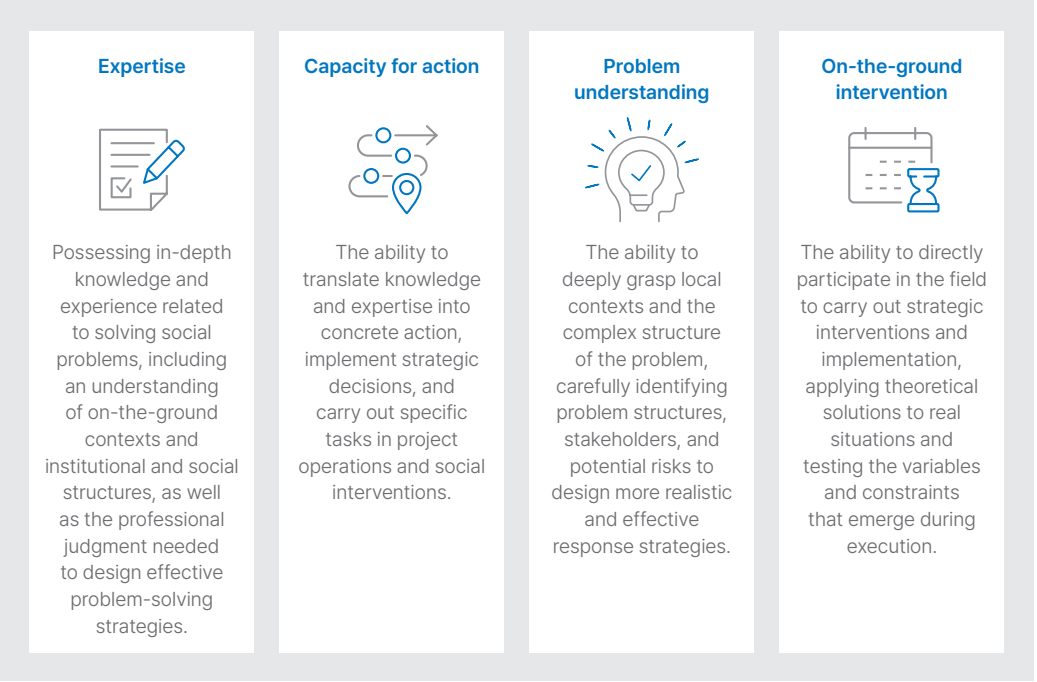 Expertise
Possessing in-depth
knowledge and
experience related
to solving social
problems, including
an understanding
of on-the-ground
contexts and
institutional and social
structures, as well
as the professional
judgment needed
to design effective
problem-solving
strategies.
Capacity for action
The ability to
translate knowledge
and expertise into
concrete action,
implement strategic
decisions, and
carry out specific
tasks in project
operations and social
interventions.
Problem
understanding
The ability to
deeply grasp local
contexts and the
complex structure
of the problem,
carefully identifying
problem structures,
stakeholders, and
potential risks to
design more realistic
and effective
response strategies.
On-the-ground
intervention
The ability to directly
participate in the field
to carry out strategic
interventions and
implementation,
applying theoretical
solutions to real
situations and
testing the variables
and constraints
that emerge during
execution.